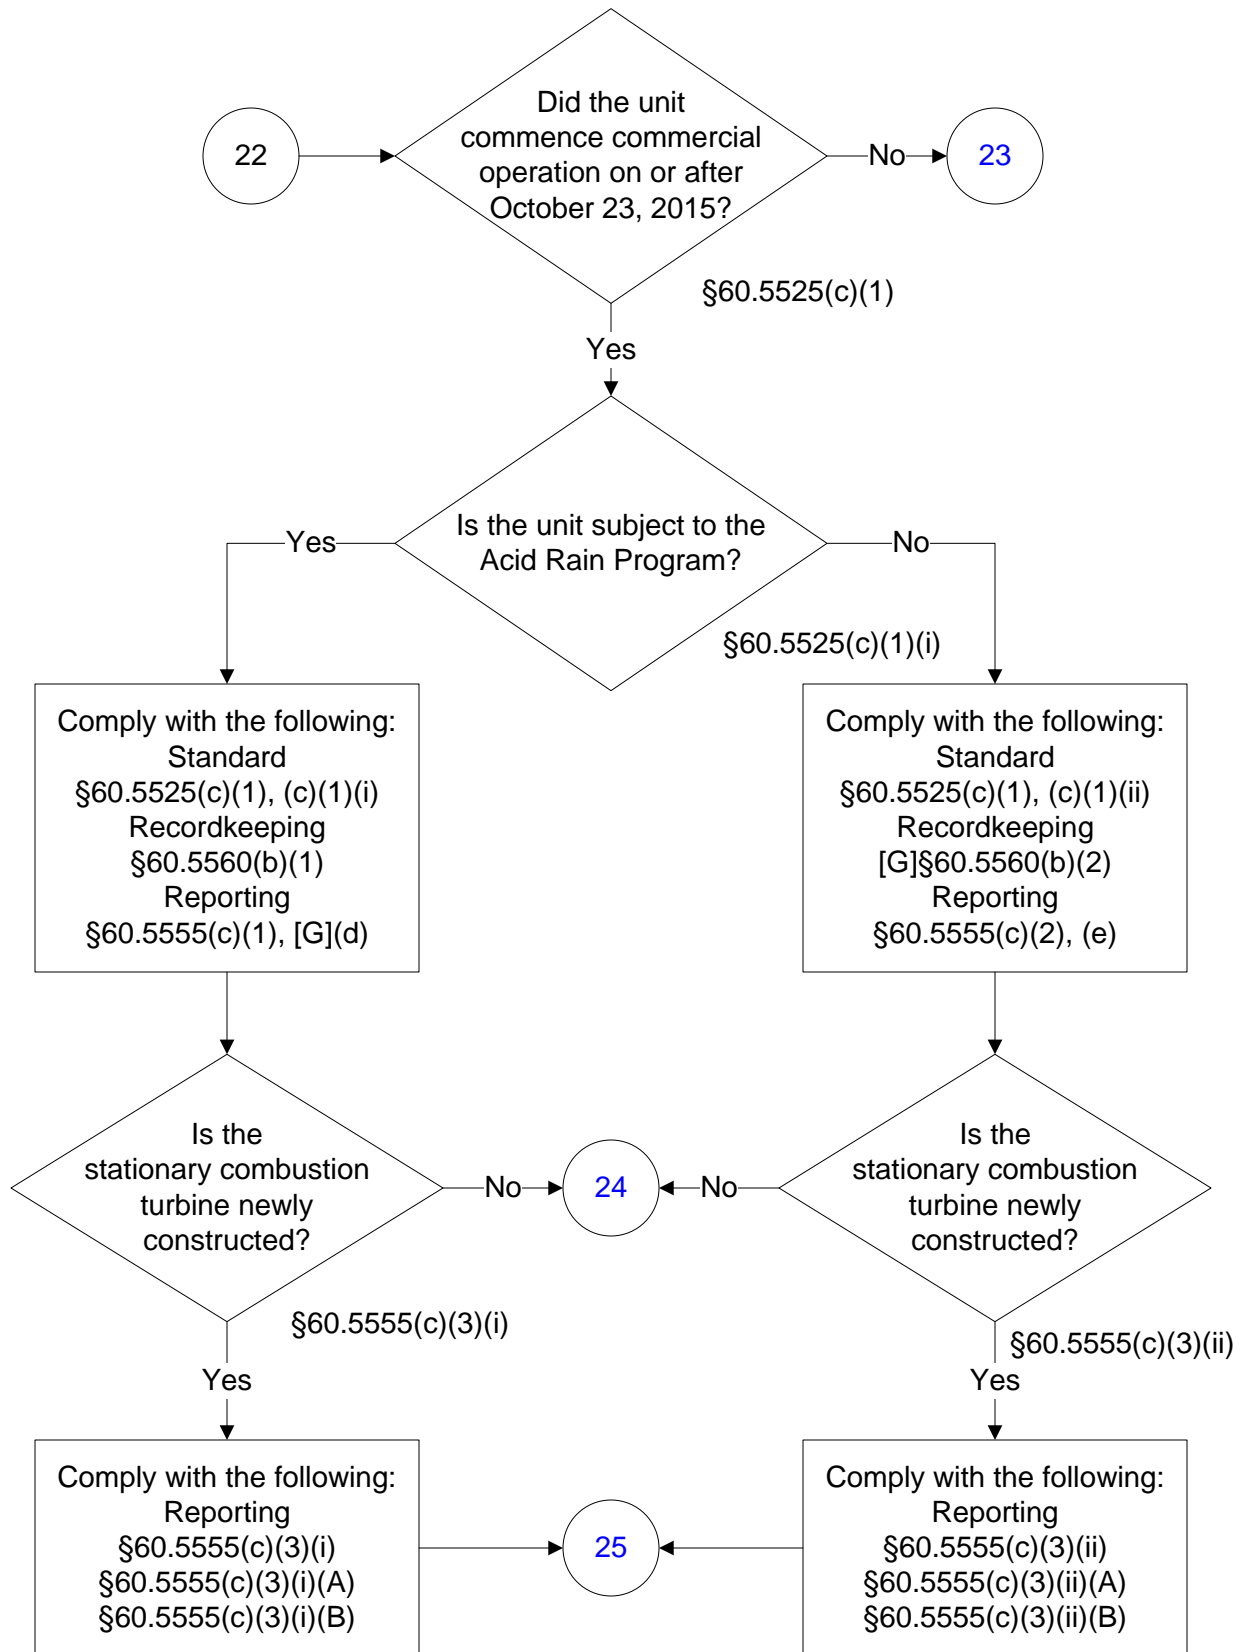 Did the unit
commence commercial
operation on or after
October 23, 2015?
22
No
23
§60.5525(c)(1)
Yes
Is the unit subject to the
Acid Rain Program?
Yes
No
§60.5525(c)(1)(i)
Comply with the following:
Standard
§60.5525(c)(1), (c)(1)(i)
Recordkeeping
§60.5560(b)(1)
Reporting
§60.5555(c)(1), [G](d)
Comply with the following:
Standard
§60.5525(c)(1), (c)(1)(ii)
Recordkeeping
[G]§60.5560(b)(2)
Reporting
§60.5555(c)(2), (e)
Is the
stationary combustion
turbine newly
constructed?
No
24
No
Is the
stationary combustion
turbine newly
constructed?
§60.5555(c)(3)(i)
§60.5555(c)(3)(ii)
Yes
Yes
Comply with the following:
Reporting
§60.5555(c)(3)(i)
§60.5555(c)(3)(i)(A)
§60.5555(c)(3)(i)(B)
25
Comply with the following:
Reporting
§60.5555(c)(3)(ii)
§60.5555(c)(3)(ii)(A)
§60.5555(c)(3)(ii)(B)